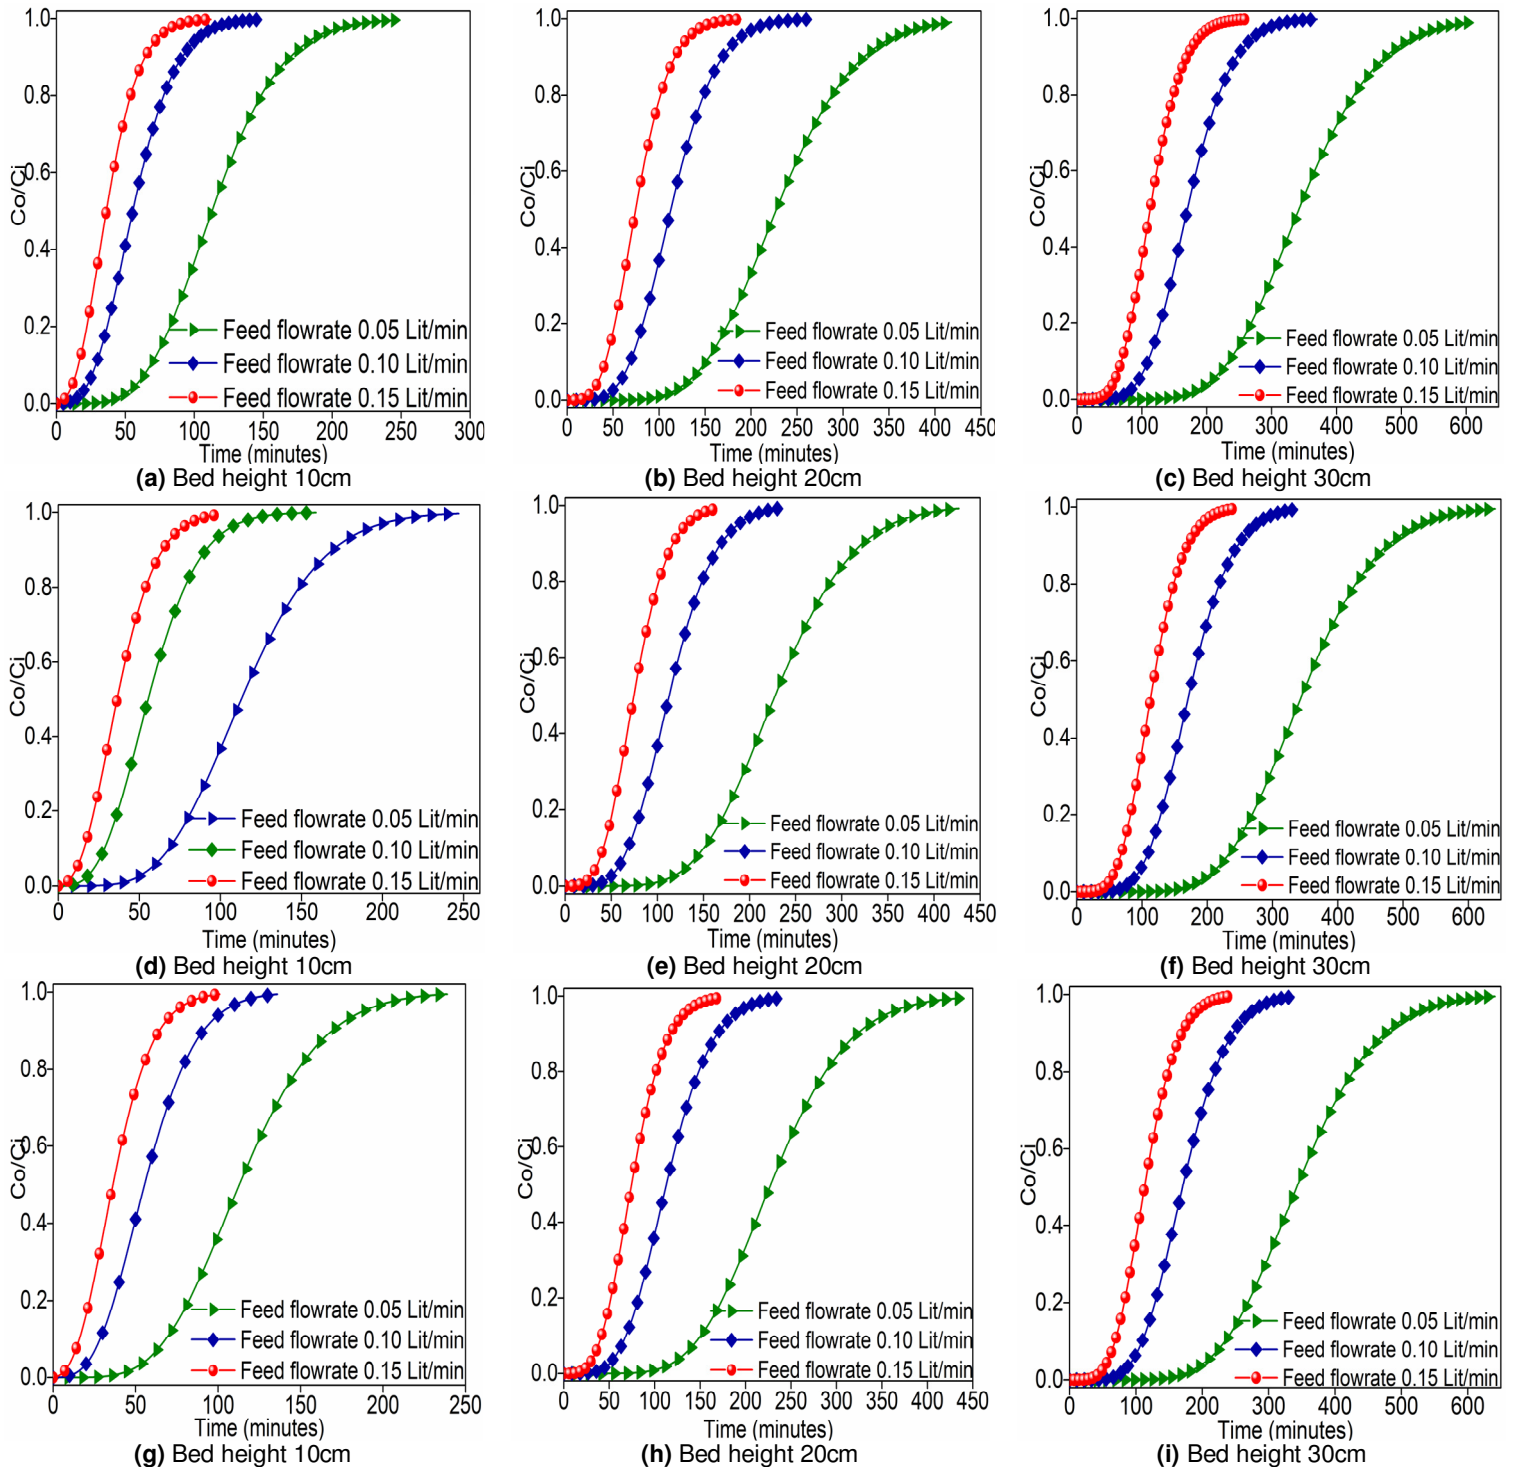 1.0
0.8
0.6
0.4
0.2
0.0
Co/Ci
Feed flowrate 0.05 Lit/min
Feed flowrate 0.10 Lit/min
Feed flowrate 0.15 Lit/min
0 50 100 150 200 250 300
Time (minutes)
(a) Bed height 10cm
1.0
0.8
0.6
0.4
0.2
0.0
Co/Ci
Feed flowrate 0.05 Lit/min
Feed flowrate 0.10 Lit/min
Feed flowrate 0.15 Lit/min
0 50 100 150 200 250 300 350 400 450
Time (minutes)
(b) Bed height 20cm
1.0
0.8
0.6
0.4
0.2
0.0
Co/Ci
Feed flowrate 0.05 Lit/min
Feed flowrate 0.10 Lit/min
Feed flowrate 0.15 Lit/min
0 100 200 300 400 500 600
Time (minutes)
(c) Bed height 30cm
1.0
0.8
0.6
0.4
0.2
0.0
Co/Ci
Feed flowrate 0.05 Lit/min
Feed flowrate 0.10 Lit/min
Feed flowrate 0.15 Lit/min
0 50 100 150 200 250
Time (minutes)
(d) Bed height 10cm
1.0
0.8
0.6
0.4
0.2
0.0
Co/Ci
Feed flowrate 0.05 Lit/min
Feed flowrate 0.10 Lit/min
Feed flowrate 0.15 Lit/min
0 50 100 150 200 250 300 350 400 450
Time (minutes)
(e) Bed height 20cm
1.0
0.8
0.6
0.4
0.2
0.0
Co/Ci
Feed flowrate 0.05 Lit/min
Feed flowrate 0.10 Lit/min
Feed flowrate 0.15 Lit/min
0 100 200 300 400 500 600
Time (minutes)
(f) Bed height 30cm
1.0
0.8
0.6
0.4
0.2
0.0
Co/Ci
Feed flowrate 0.05 Lit/min
Feed flowrate 0.10 Lit/min
Feed flowrate 0.15 Lit/min
0 50 100 150 200 250
Time (minutes)
(g) Bed height 10cm
1.0
0.8
0.6
0.4
0.2
0.0
Co/Ci
Feed flowrate 0.05 Lit/min
Feed flowrate 0.10 Lit/min
Feed flowrate 0.15 Lit/min
0 50 100 150 200 250 300 350 400 450
Time (minutes)
(h) Bed height 20cm
1.0
0.8
0.6
0.4
0.2
0.0
Co/Ci
Feed flowrate 0.05 Lit/min
Feed flowrate 0.10 Lit/min
Feed flowrate 0.15 Lit/min
0 100 200 300 400 500 600
Time (minutes)
(i) Bed height 30cm